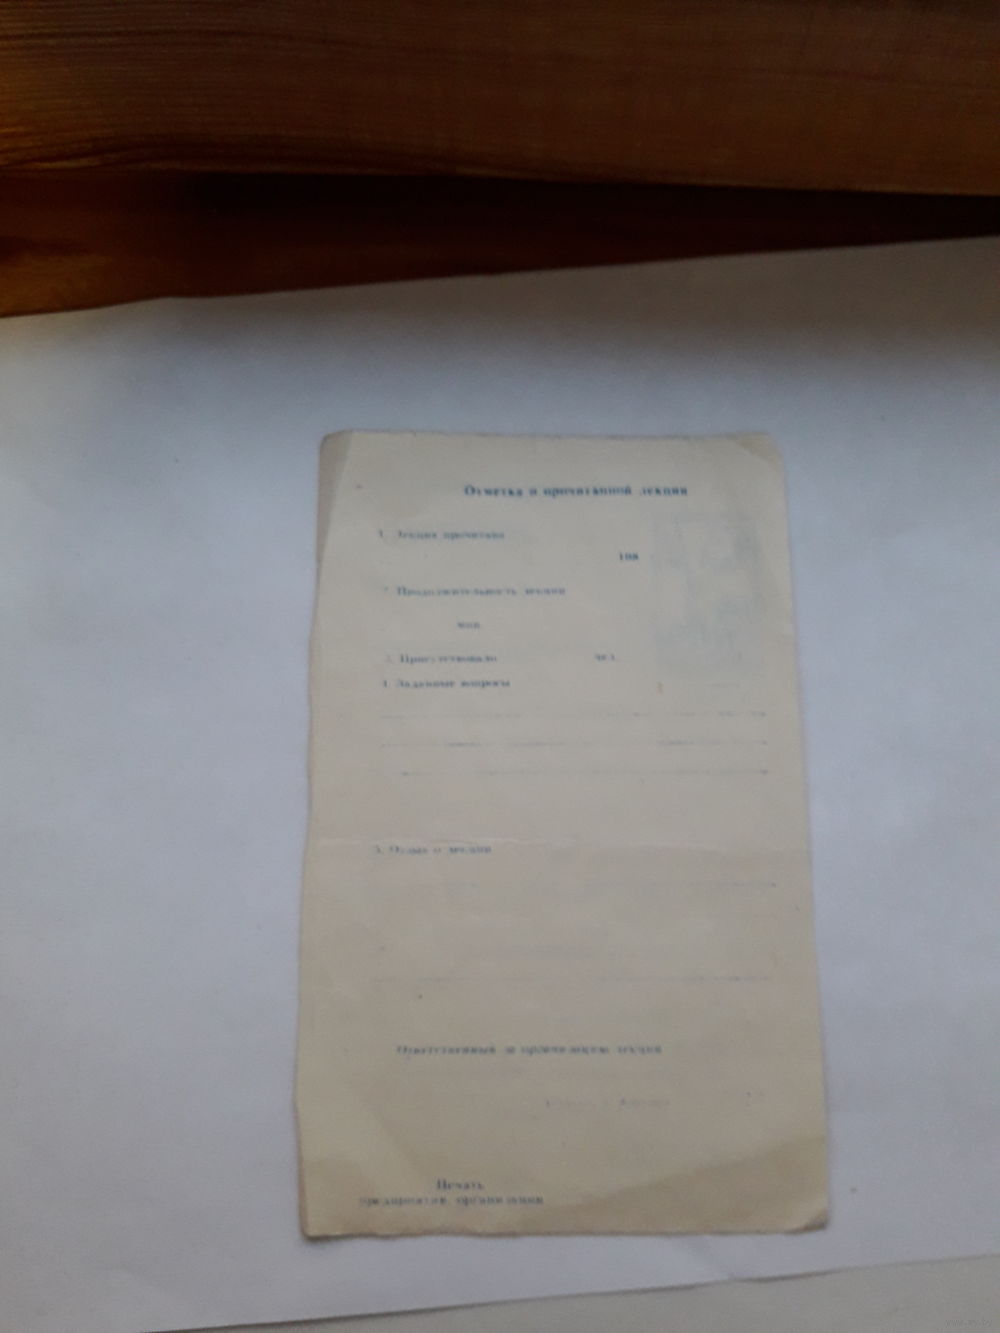 Отметка о прочитанной лекции
1. Лекция прочитана
198
2. Продолжительность лекции
мин.
3. Присутствовало чел.
4. Заданные вопросы
5. Отзыв о лекции
Ответственный за проведение лекции
Печать
предприятия, организации